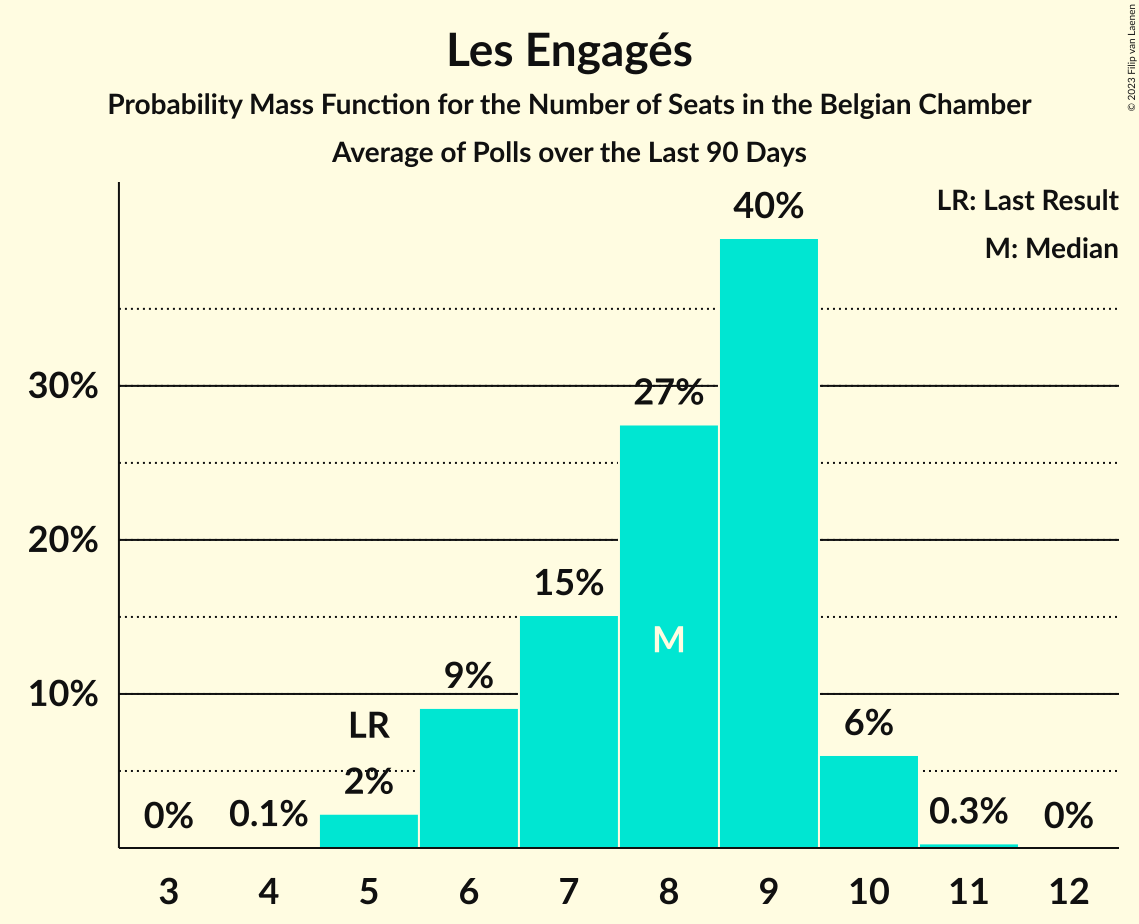 Les Engagés
Probability Mass Function for the Number of Seats in the Belgian Chamber
Average of Polls over the Last 90 Days
© 2023 Filip van Laenen
LR: Last Result
M: Median
40%
30%
27%
20%
15%
M
9%
10%
LR
6%
2%
0%
0.1%
0.3%
0%
3 4 5 6 7 8 9 10 11 12